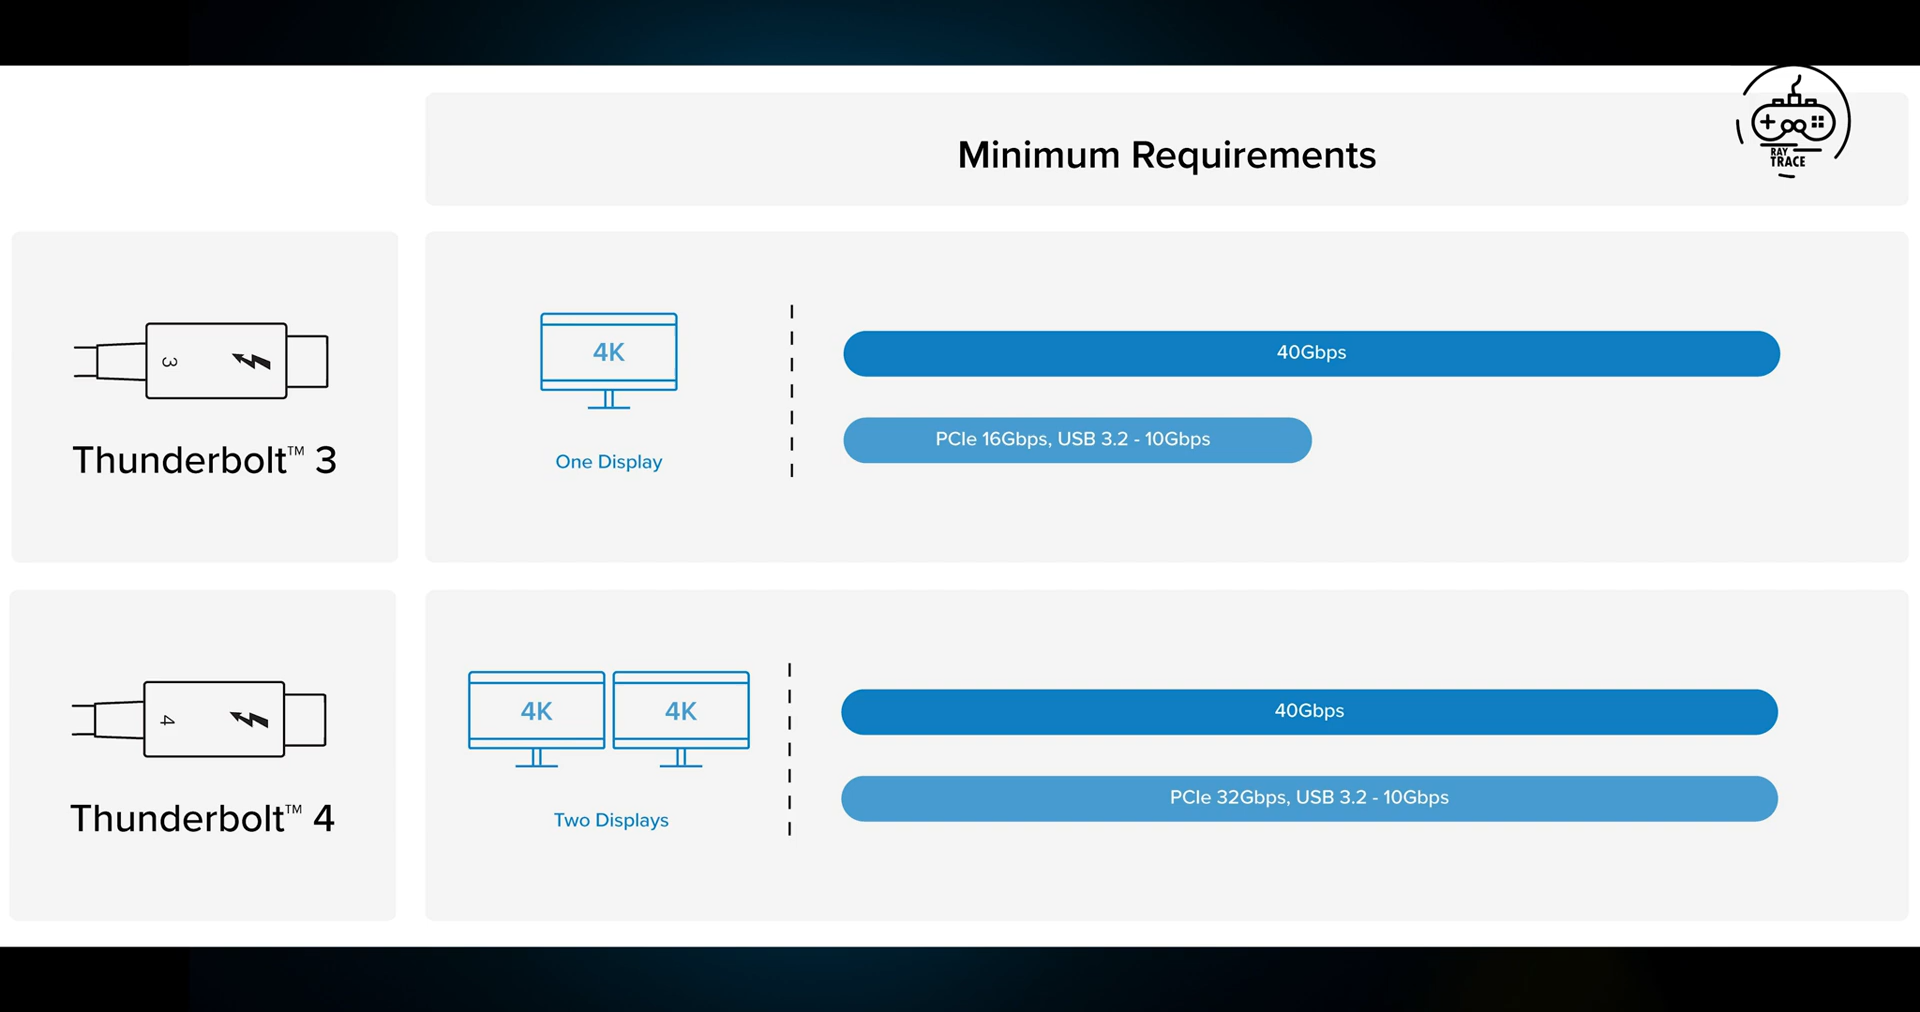 Minimum Requirements
RAY
TRACE
3
4K
40Gbps
PCIe 16Gbps, USB 3.2 - 10Gbps
Thunderbolt™ 3
One Display
4
4K
4K
40Gbps
PCIe 32Gbps, USB 3.2 - 10Gbps
Thunderbolt™ 4
Two Displays